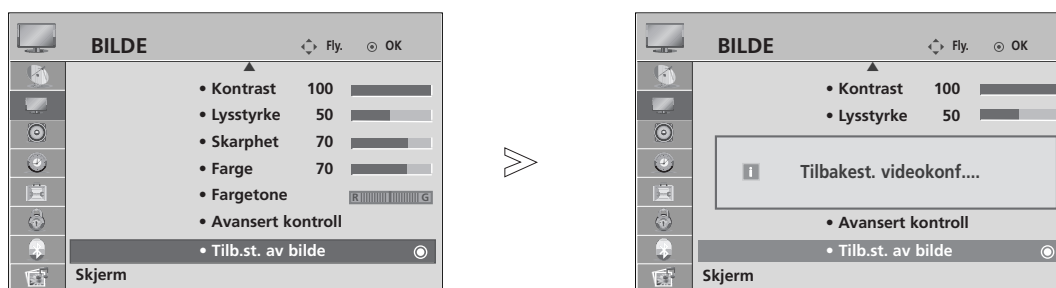 BILDE Fly. OK
• Kontrast 100
• Lysstyrke 50
• Skarphet 70
• Farge 70
• Fargetone R G
• Avansert kontroll
• Tilb.st. av bilde
Skjerm
BILDE Fly. OK
• Kontrast 100
• Lysstyrke 50
i Tilbakest. videokonf....
• Avansert kontroll
• Tilb.st. av bilde
Skjerm